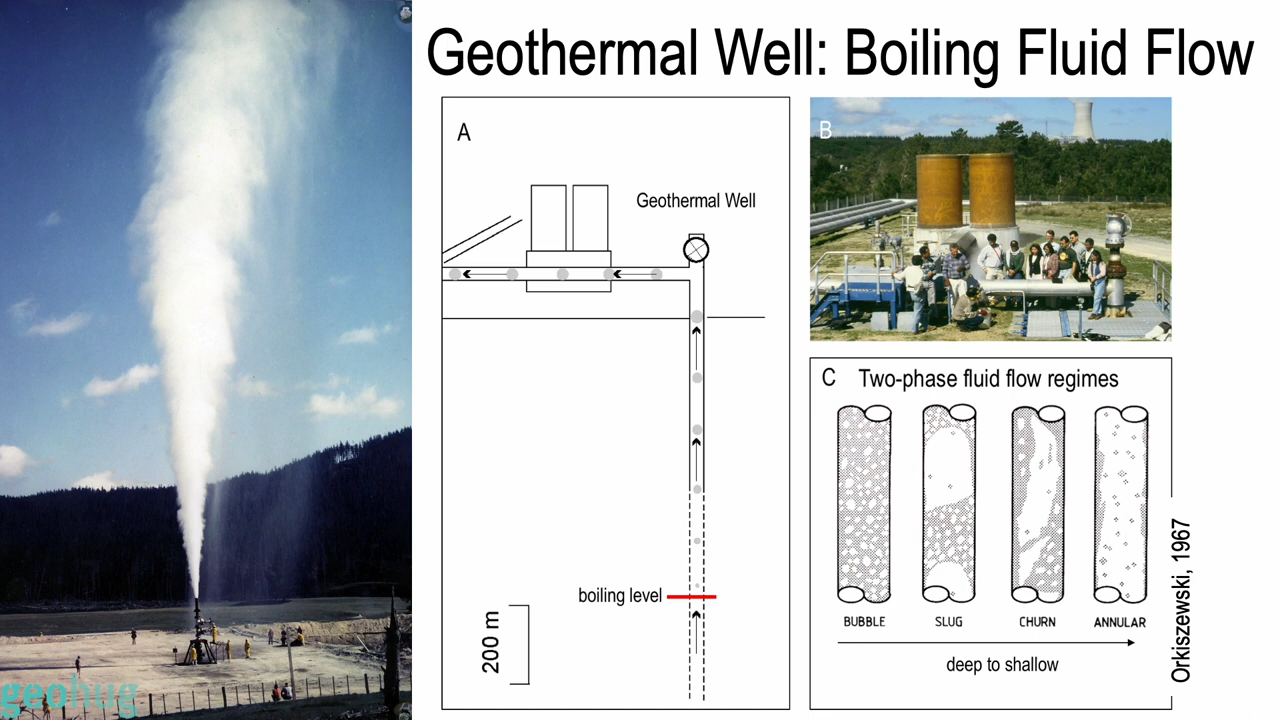 Geothermal Well: Boiling Fluid Flow
A
Geothermal Well
boiling level
200 m
B
C Two-phase fluid flow regimes
BUBBLE SLUG CHURN ANNULAR
deep to shallow
Orkiszewski, 1967
geohug